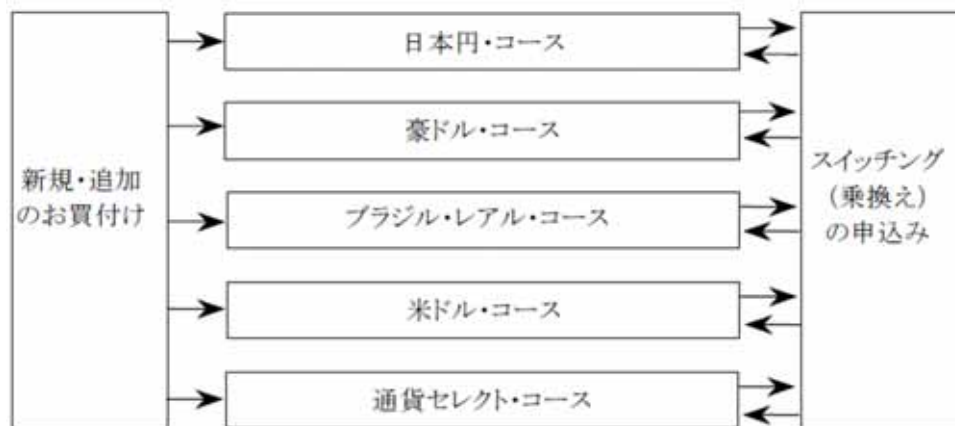 新規・追加
のお買付け
日本円・コース
豪ドル・コース
ブラジル・レアル・コース
米ドル・コース
通貨セレクト・コース
スイッチング
(乗換え)
の申込み